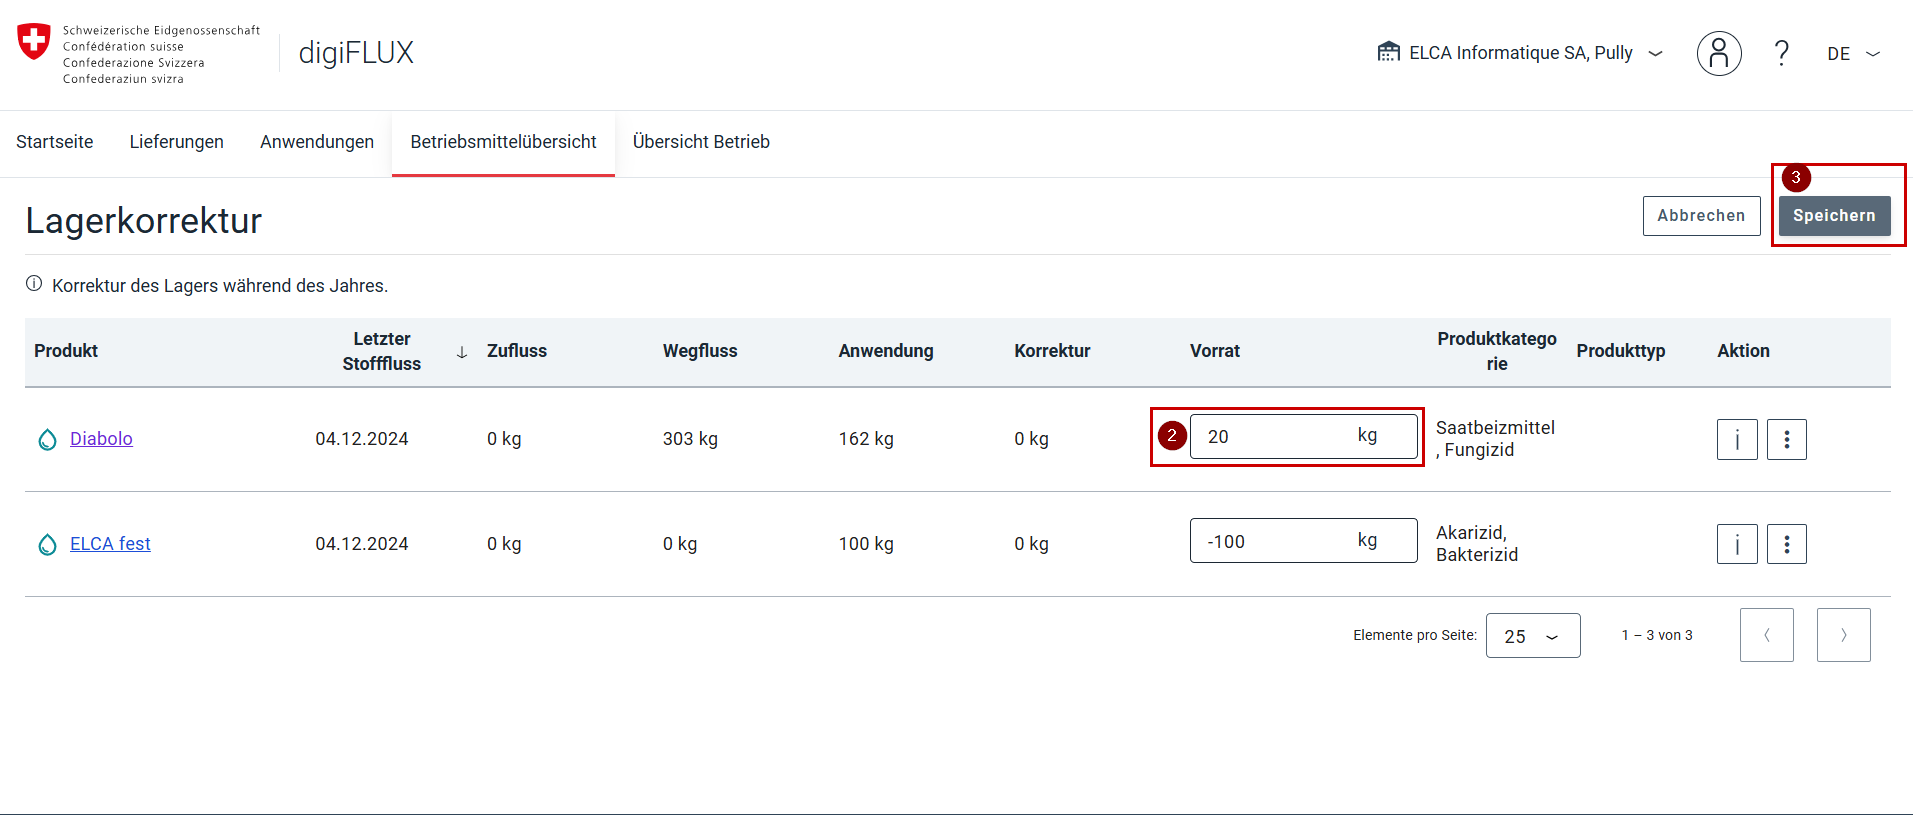 Schweizerische Eidgenossenschaft
Confédération suisse
Confederazione Svizzera
Confederaziun svizra
digiFLUX
ELCA Informatique SA, Pully
?
DE
Startseite
Lieferungen
Anwendungen
Betriebsmittelübersicht
Übersicht Betrieb
3
Lagerkorrektur
Abbrechen
Speichern
Korrektur des Lagers während des Jahres.
Produkt
Letzter
Stofffluss
Zufluss
Wegfluss
Anwendung
Korrektur
Vorrat
Produktkatego
rie
Produkttyp
Aktion
Diabolo
04.12.2024
0 kg
303 kg
162 kg
0 kg
2
20
kg
Saatbeizmittel
, Fungizid
ELCA fest
04.12.2024
0 kg
0 kg
100 kg
0 kg
-100
kg
Akarizid,
Bakterizid
Elemente pro Seite:
25
1 – 3 von 3